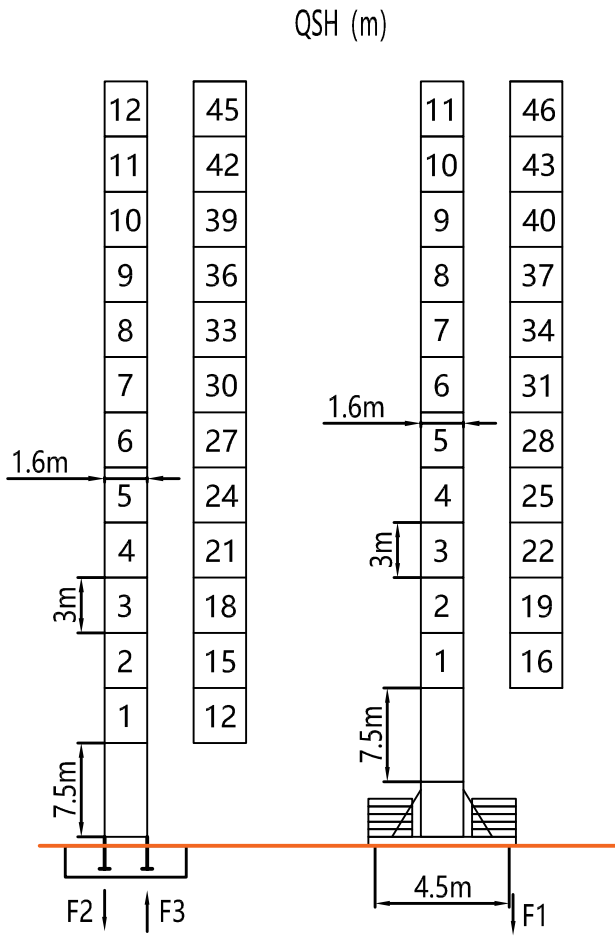 QSH (m)
12 45 11 46
11 42 10 43
10 39 9 40
9 36 8 37
8 33 7 34
7 30 6 31
1.6m
6 27 5 28
1.6m
5 24 4 25
4 21 3m 3 22
3m 3 18 2 19
2 15 1 16
1 12
7.5m
7.5m
4.5m
F2 F3 F1